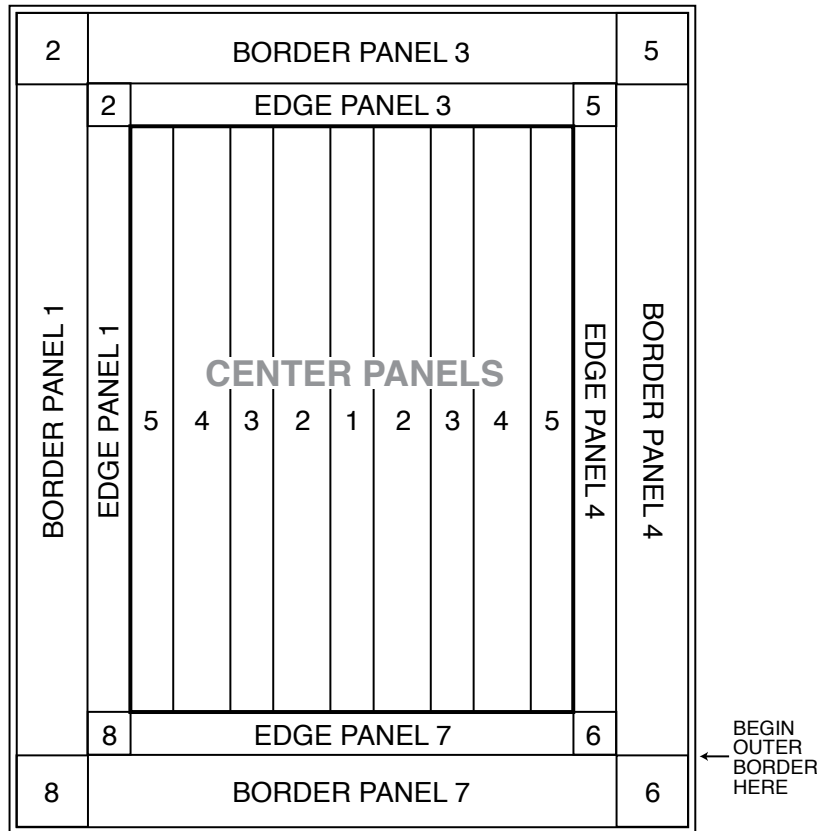 2 BORDER PANEL 3 5
2 EDGE PANEL 3 5
BORDER PANEL 1
EDGE PANEL 1
CENTER PANELS
5 4 3 2 1 2 3 4 5
EDGE PANEL 4
BORDER PANEL 4
8 EDGE PANEL 7 6
8 BORDER PANEL 7 6
BEGIN
OUTER
BORDER
HERE